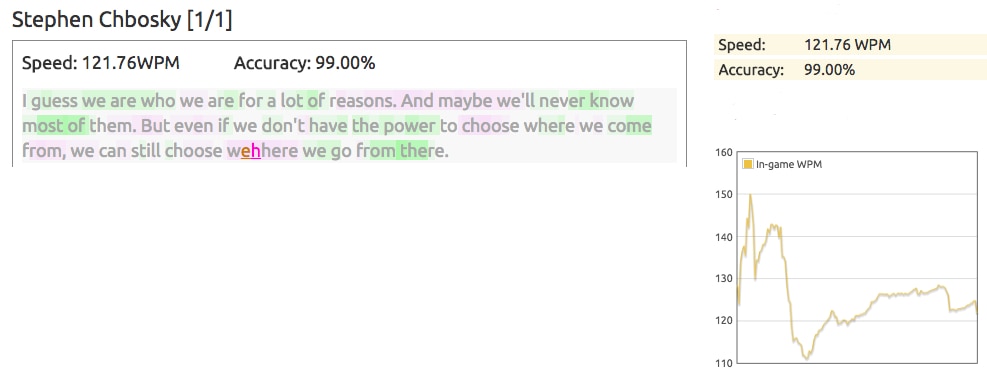 Stephen Chbosky [1/1]
Speed: 121.76WPM Accuracy: 99.00%
I guess we are who we are for a lot of reasons. And maybe we'll never know
most of them. But even if we don't have the power to choose where we come
from, we can still choose wehhere we go from there.
Speed: 121.76 WPM
Accuracy: 99.00%
160
In-game WPM
150
140
130
120
110